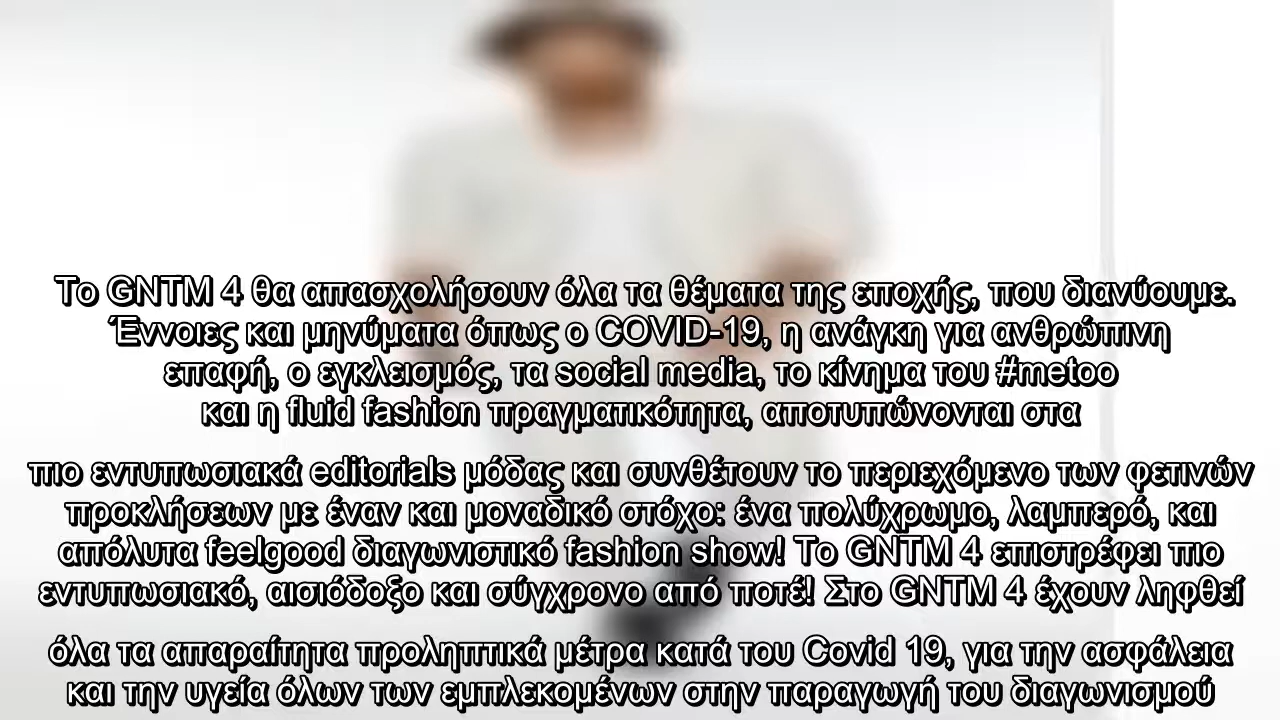 Το GNTM 4 θα απασχολήσουν όλα τα θέματα της εποχής, που διανύουμε.
Έννοιες και μηνύματα όπως ο COVID-19, η ανάγκη για ανθρώπινη
επαφή, ο εγκλεισμός, τα social media, το κίνημα του #metoo
και η fluid fashion πραγματικότητα, αποτυπώνονται στα
πιο εντυπωσιακά editorials μόδας και συνθέτουν το περιεχόμενο των φετινών
προκλήσεων με έναν και μοναδικό στόχο: ένα πολύχρωμο, λαμπερό, και
απόλυτα feelgood διαγωνιστικό fashion show! Το GNTM 4 επιστρέφει πιο
εντυπωσιακό, αισιόδοξο και σύγχρονο από ποτέ! Στο GNTM 4 έχουν ληφθεί
όλα τα απαραίτητα προληπτικά μέτρα κατά του Covid 19, για την ασφάλεια
και την υγεία όλων των εμπλεκομένων στην παραγωγή του διαγωνισμού